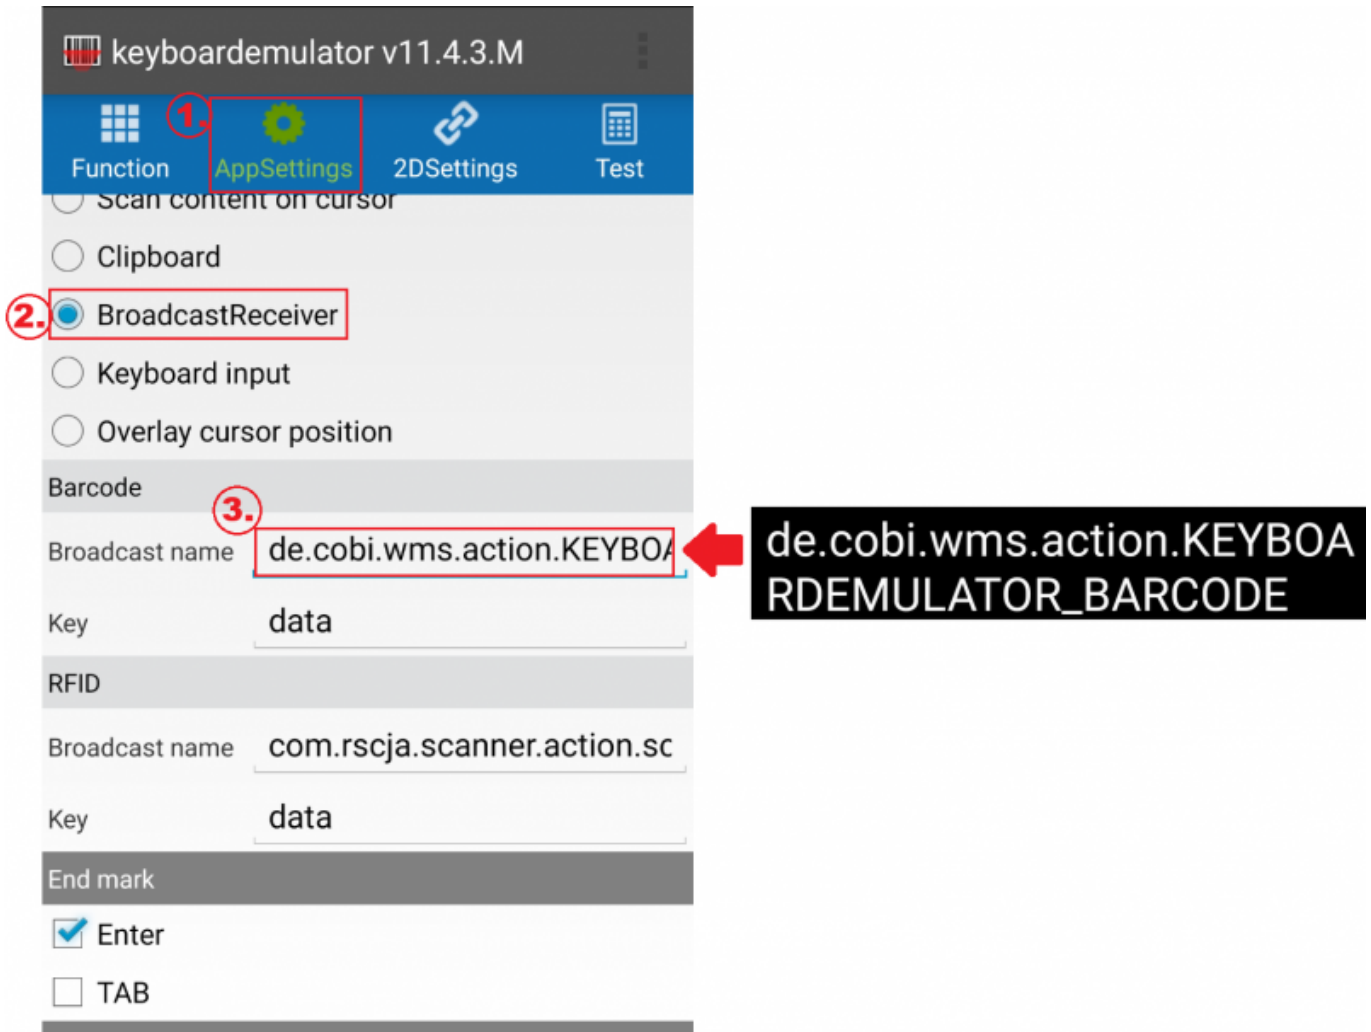 keyboardemulator v11.4.3.M
1.
Function AppSettings 2DSettings Test
Scan content on cursor
Clipboard
2. BroadcastReceiver
Keyboard input
Overlay cursor position
Barcode
3.
Broadcast name de.cobi.wms.action.KEYBOA
de.cobi.wms.action.KEYBOA
RDEMULATOR_BARCODE
Key data
RFID
Broadcast name com.rscja.scanner.action.sc
Key data
End mark
Enter
TAB